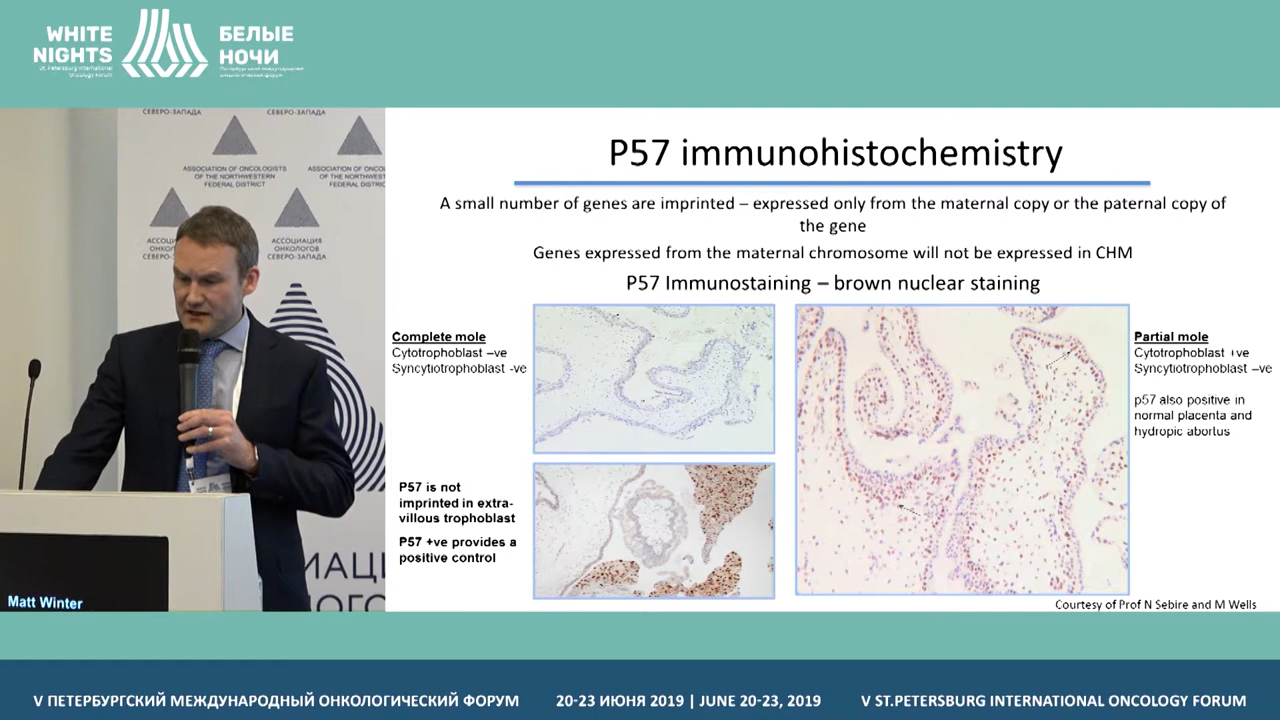 WHITE
NIGHTS
St. Petersburg International
Oncology Forum
БЕЛЫЕ
НОЧИ
Петербургский международный
онкологический форум
СЕВЕРО-ЗАПАДА
СЕВЕРО-ЗАПАДА
ASSOCIATION OF ONCOLOGISTS
OF THE NORTHWESTERN
FEDERAL DISTRICT
АССОЦИАЦИЯ
ОНКОЛОГОВ
СЕВЕРО-ЗАПАДА
Matt Winter
P57 immunohistochemistry
A small number of genes are imprinted – expressed only from the maternal copy or the paternal copy of
the gene
Genes expressed from the maternal chromosome will not be expressed in CHM
P57 Immunostaining – brown nuclear staining
Complete mole
Cytotrophoblast –ve
Syncytiotrophoblast -ve
P57 is not
imprinted in extra-
villous trophoblast
P57 +ve provides a
positive control
Partial mole
Cytotrophoblast +ve
Syncytiotrophoblast –ve
p57 also positive in
normal placenta and
hydropic abortus
Courtesy of Prof N Sebire and M Wells
V ПЕТЕРБУРГСКИЙ МЕЖДУНАРОДНЫЙ ОНКОЛОГИЧЕСКИЙ ФОРУМ
20-23 ИЮНЯ 2019 | JUNE 20-23, 2019
V ST.PETERSBURG INTERNATIONAL ONCOLOGY FORUM